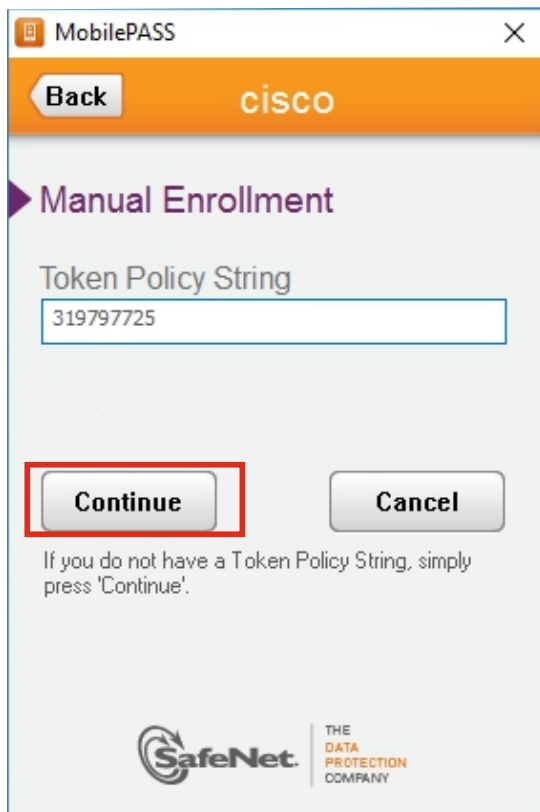 MobilePASS
Back
cisco
Manual Enrollment
Token Policy String
319797725
Continue
Cancel
If you do not have a Token Policy String, simply
press 'Continue'.
SafeNet.
THE
DATA
PROTECTION
COMPANY